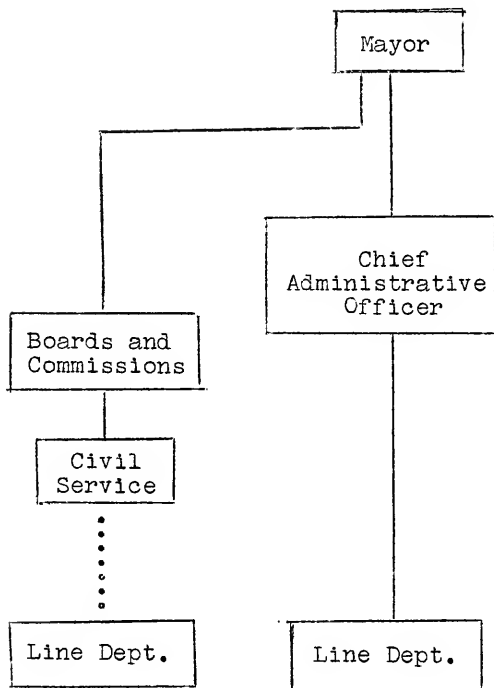 Mayor
Chief
Administrative
Officer
Boards and
Commissions
Civil
Service
Line Dept.
Line Dept.